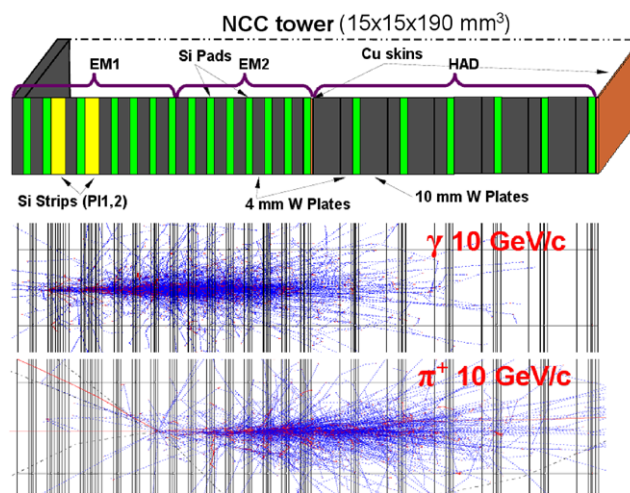 NCC tower (15x15x190 mm³)
EM1
Si Pads
EM2
Cu skins
HAD
Si Strips (PI1,2)
4 mm W Plates
10 mm W Plates
γ 10 GeV/c
π⁺ 10 GeV/c